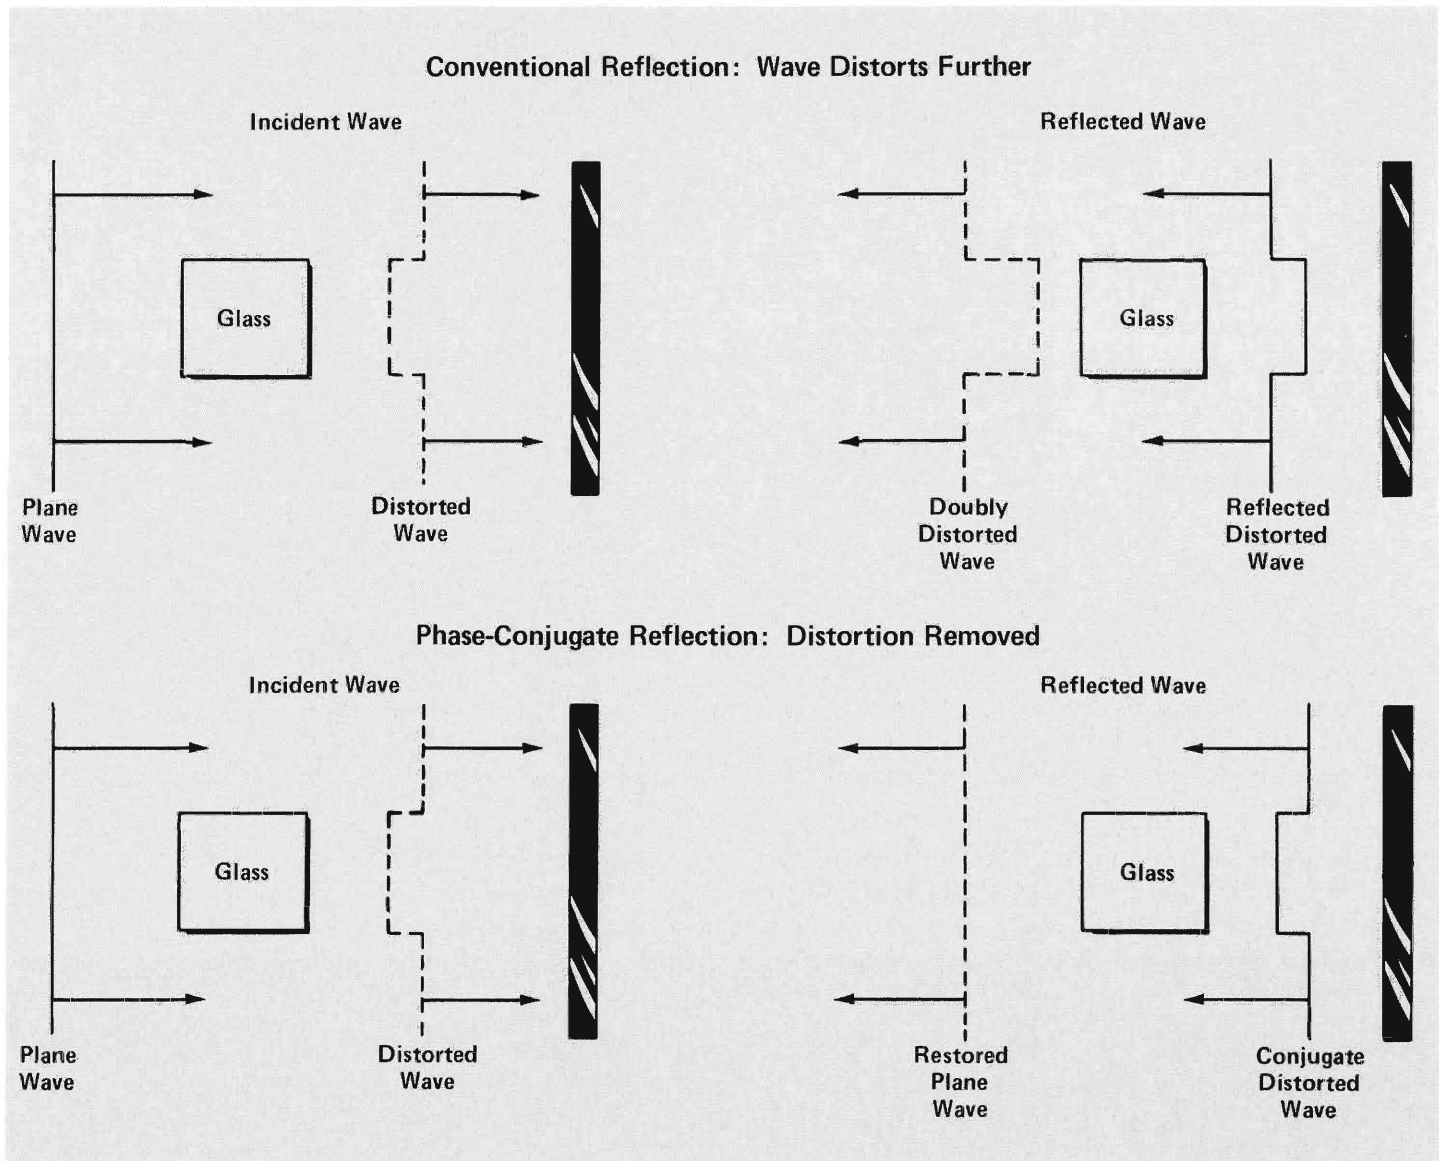 Conventional Reflection: Wave Distorts Further
Incident Wave
Reflected Wave
Glass
Glass
Plane
Wave
Distorted
Wave
Doubly
Distorted
Wave
Reflected
Distorted
Wave
Phase-Conjugate Reflection: Distortion Removed
Incident Wave
Reflected Wave
Glass
Glass
Plane
Wave
Distorted
Wave
Restored
Plane
Wave
Conjugate
Distorted
Wave